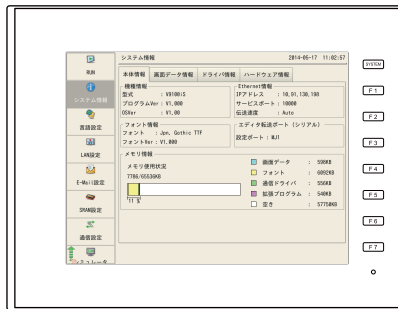 システム情報 2014-05-17 11:02:57
SYSTEM
RUN
本体情報 画面データ情報 ドライバ情報 ハードウェア情報
機種情報
型式 : V9100iS
プログラムVer : V1.000
OSVer : V1.00
Ethernet情報
IPアドレス : 10,91,130,198
サービスポート : 10000
伝送速度 : Auto
システム情報
F1
フォント情報
フォント : Jpn. Gothic TTF
フォントVer : V1.000
エディタ転送ポート (シリアル)
設定ポート : MJ1
言語設定
F2
LAN設定
F3
メモリ情報
メモリ使用状況
7786/65536KB
11 %
画面データ : 598KB
フォント : 6092KB
通信ドライバ : 556KB
拡張プログラム : 540KB
空き : 57750KB
E-Mail設定
F4
SRAM設定
F5
通信設定
F6
シミュレータ
F7